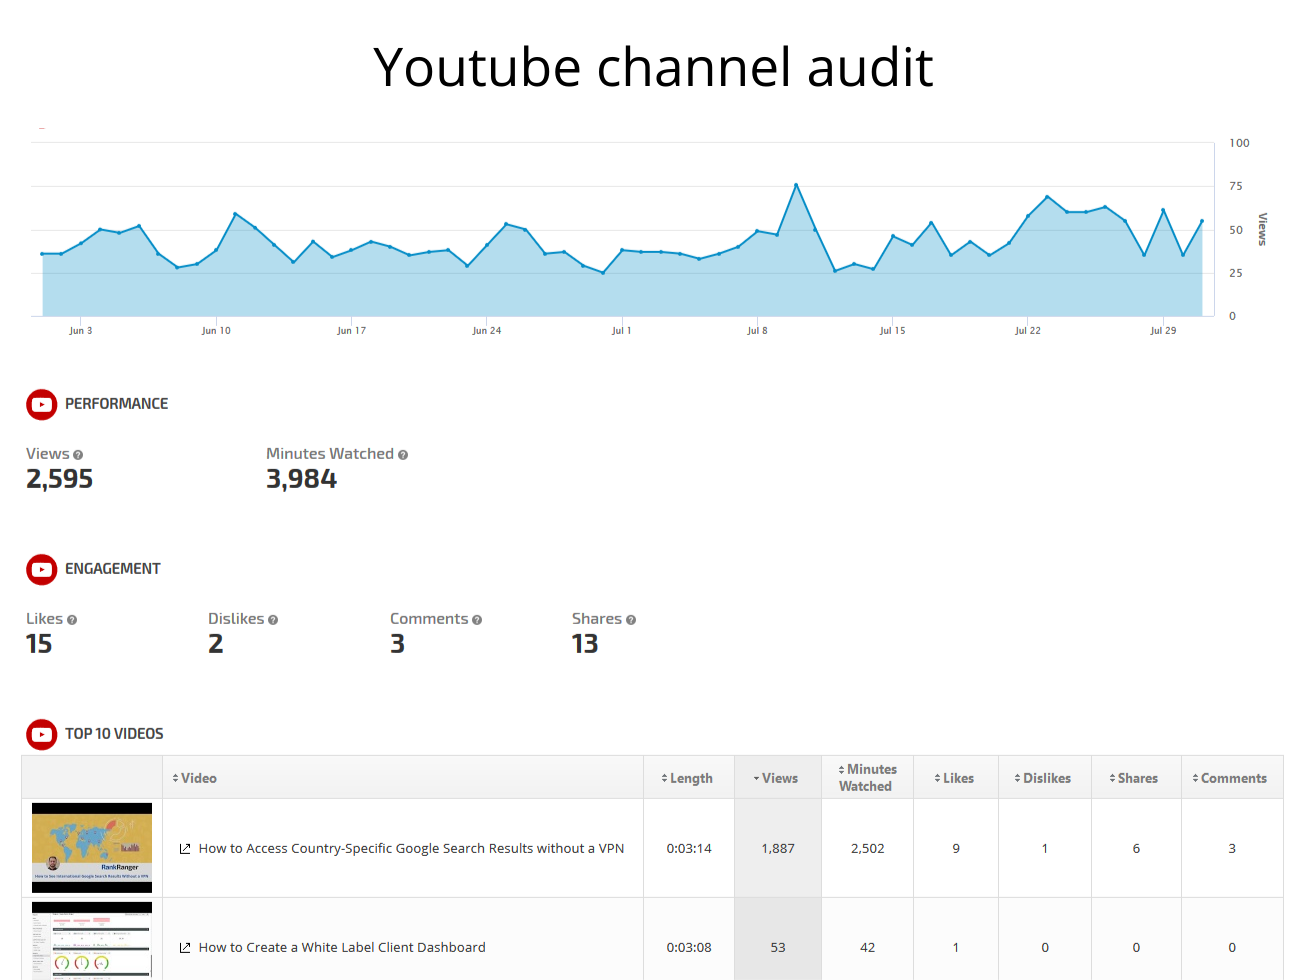 Youtube channel audit
100
75
50
25
0
Views
Jun 3 Jun 10 Jun 17 Jun 24 Jul 1 Jul 8 Jul 15 Jul 22 Jul 29
PERFORMANCE
Views Minutes Watched
2,595 3,984
ENGAGEMENT
Likes Dislikes Comments Shares
15 2 3 13
TOP 10 VIDEOS
Video Length Views Minutes Watched Likes Dislikes Shares Comments
RankRanger
How to See International Google Search Results Without a VPN
How to Access Country-Specific Google Search Results without a VPN 0:03:14 1,887 2,502 9 1 6 3
How to Create a White Label Client Dashboard 0:03:08 53 42 1 0 0 0